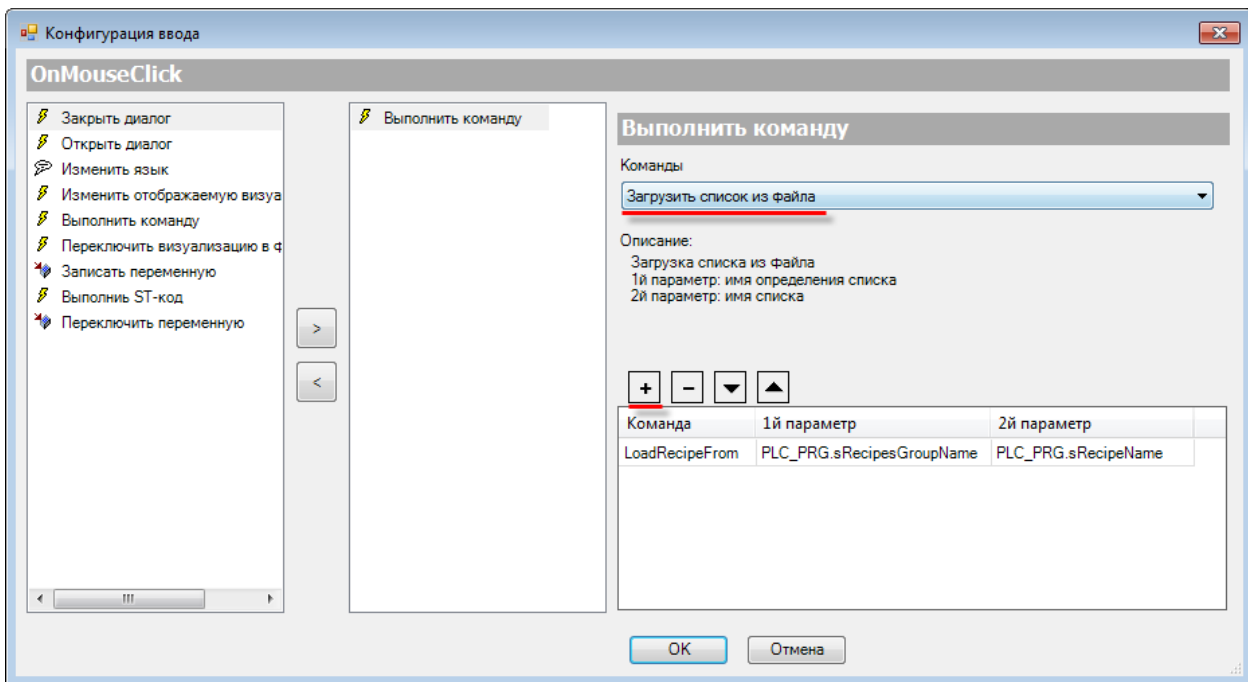 Конфигурация ввода
OnMouseClick
Закрыть диалог
Открыть диалог
Изменить язык
Изменить отображаемую визуа
Выполнить команду
Переключить визуализацию в ф
Записать переменную
Выполниь ST-код
Переключить переменную
>
<
Выполнить команду
Выполнить команду
Команды
Загрузить список из файла
Описание:
Загрузка списка из файла
1й параметр: имя определения списка
2й параметр: имя списка
+ −
Команда 1й параметр 2й параметр
LoadRecipeFrom PLC_PRG.sRecipesGroupName PLC_PRG.sRecipeName
OK Отмена